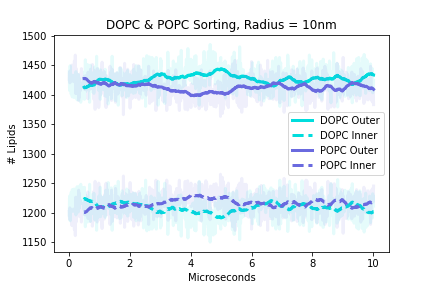 DOPC & POPC Sorting, Radius = 10nm
1500
1450
1400
1350
1300
1250
1200
1150
# Lipids
DOPC Outer
DOPC Inner
POPC Outer
POPC Inner
0 2 4 6 8 10
Microseconds